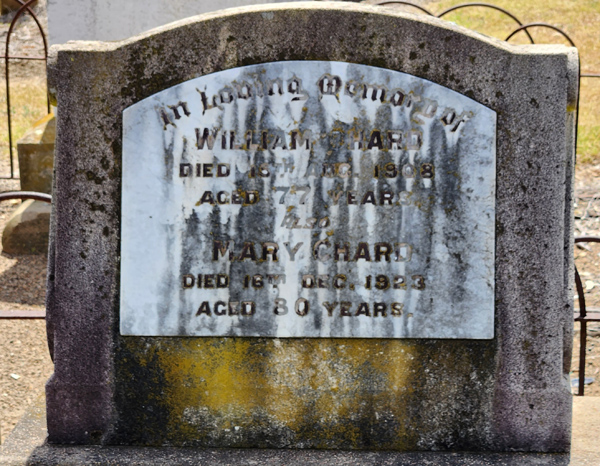 In Loving Memory of
WILLIAM CHARD
DIED 16TH AUG. 1908
AGED 77 YEARS.
ALSO
MARY CHARD
DIED 16TH DEC. 1923
AGED 80 YEARS.